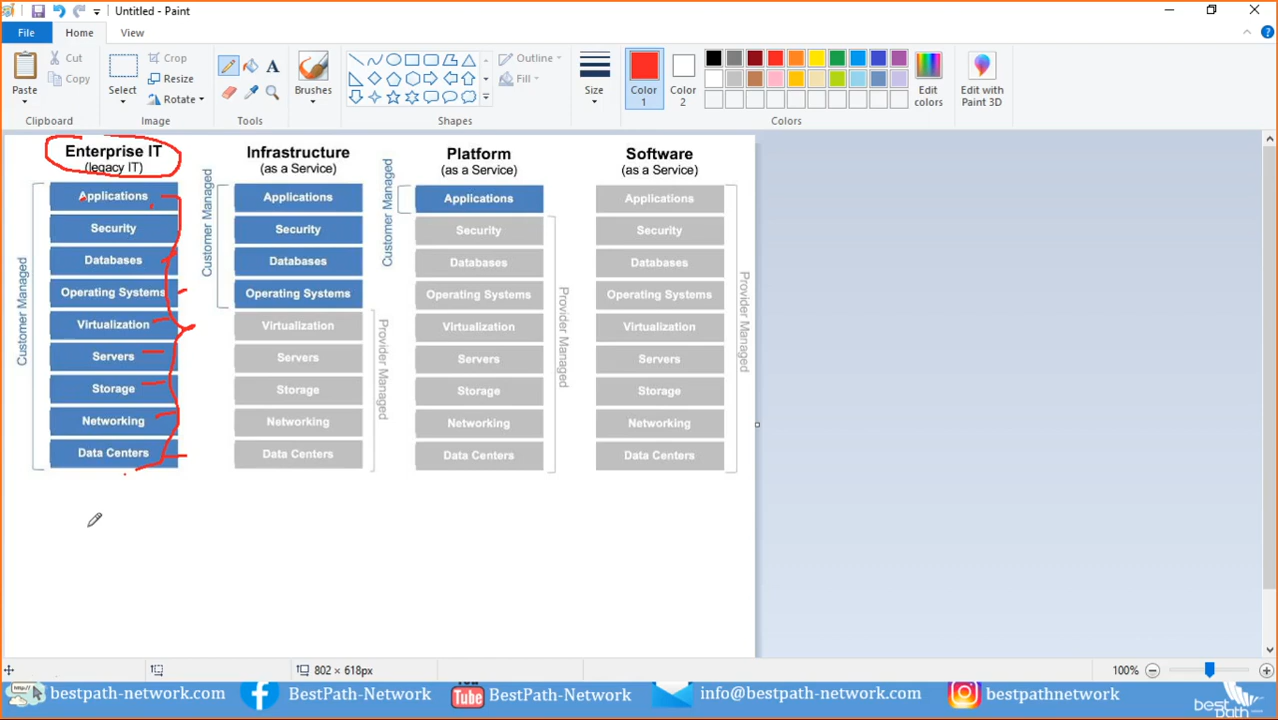 Untitled - Paint
File
Home
View
Paste
Cut
Copy
Clipboard
Select
Crop
Resize
Rotate
Image
A
Tools
Brushes
Outline
Fill
Shapes
Size
Color 1
Color 2
Edit colors
Edit with Paint 3D
Colors
Enterprise IT
(legacy IT)
Customer Managed
Applications
Security
Databases
Operating Systems
Virtualization
Servers
Storage
Networking
Data Centers
Infrastructure
(as a Service)
Customer Managed
Applications
Security
Databases
Operating Systems
Virtualization
Servers
Storage
Networking
Data Centers
Provider Managed
Platform
(as a Service)
Customer Managed
Applications
Security
Databases
Operating Systems
Virtualization
Servers
Storage
Networking
Data Centers
Provider Managed
Software
(as a Service)
Applications
Security
Databases
Operating Systems
Virtualization
Servers
Storage
Networking
Data Centers
Provider Managed
802 × 618px
100%
http://
bestpath-network.com
BestPath-Network
You Tube
BestPath-Network
info@bestpath-network.com
bestpathnetwork
best path